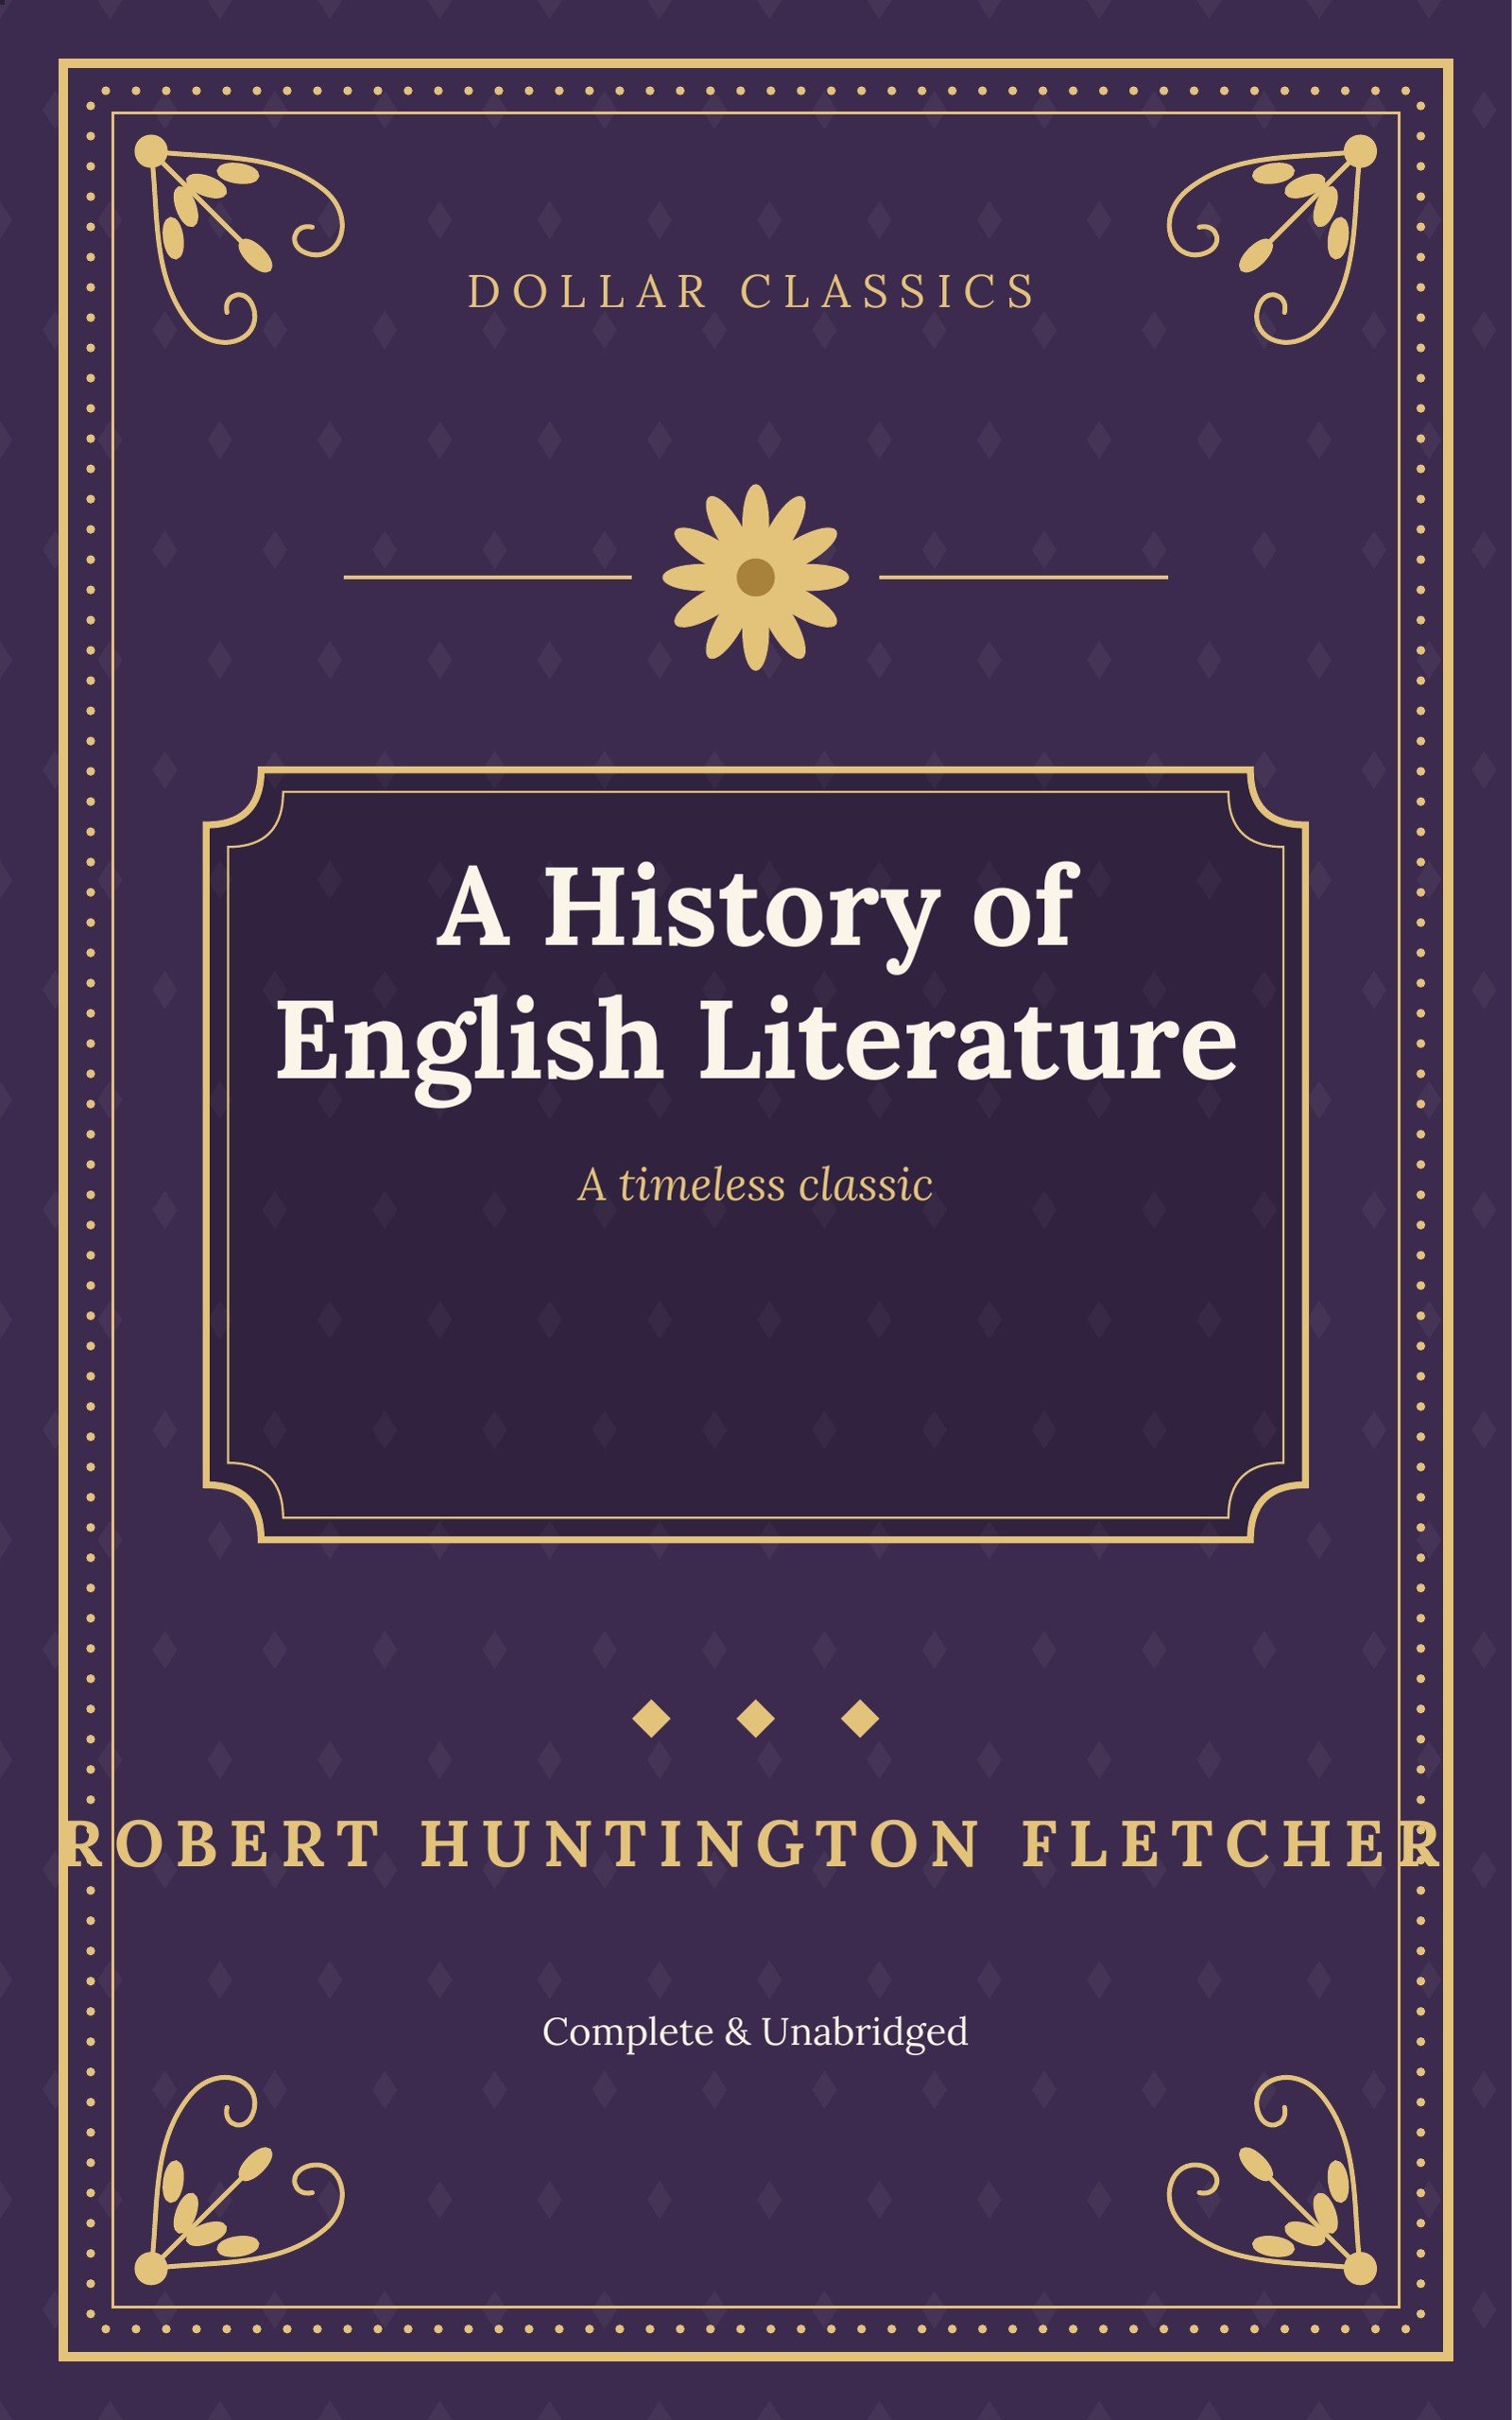 DOLLAR CLASSICS
A History of
English Literature
A timeless classic
ROBERT HUNTINGTON FLETCHER
Complete & Unabridged